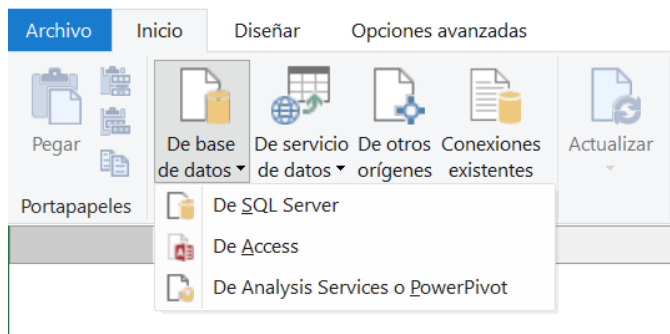 Archivo Inicio Diseñar Opciones avanzadas
Pegar De base De servicio De otros Conexiones Actualizar
de datos de datos orígenes existentes
Portapapeles
De SQL Server
De Access
De Analysis Services o PowerPivot